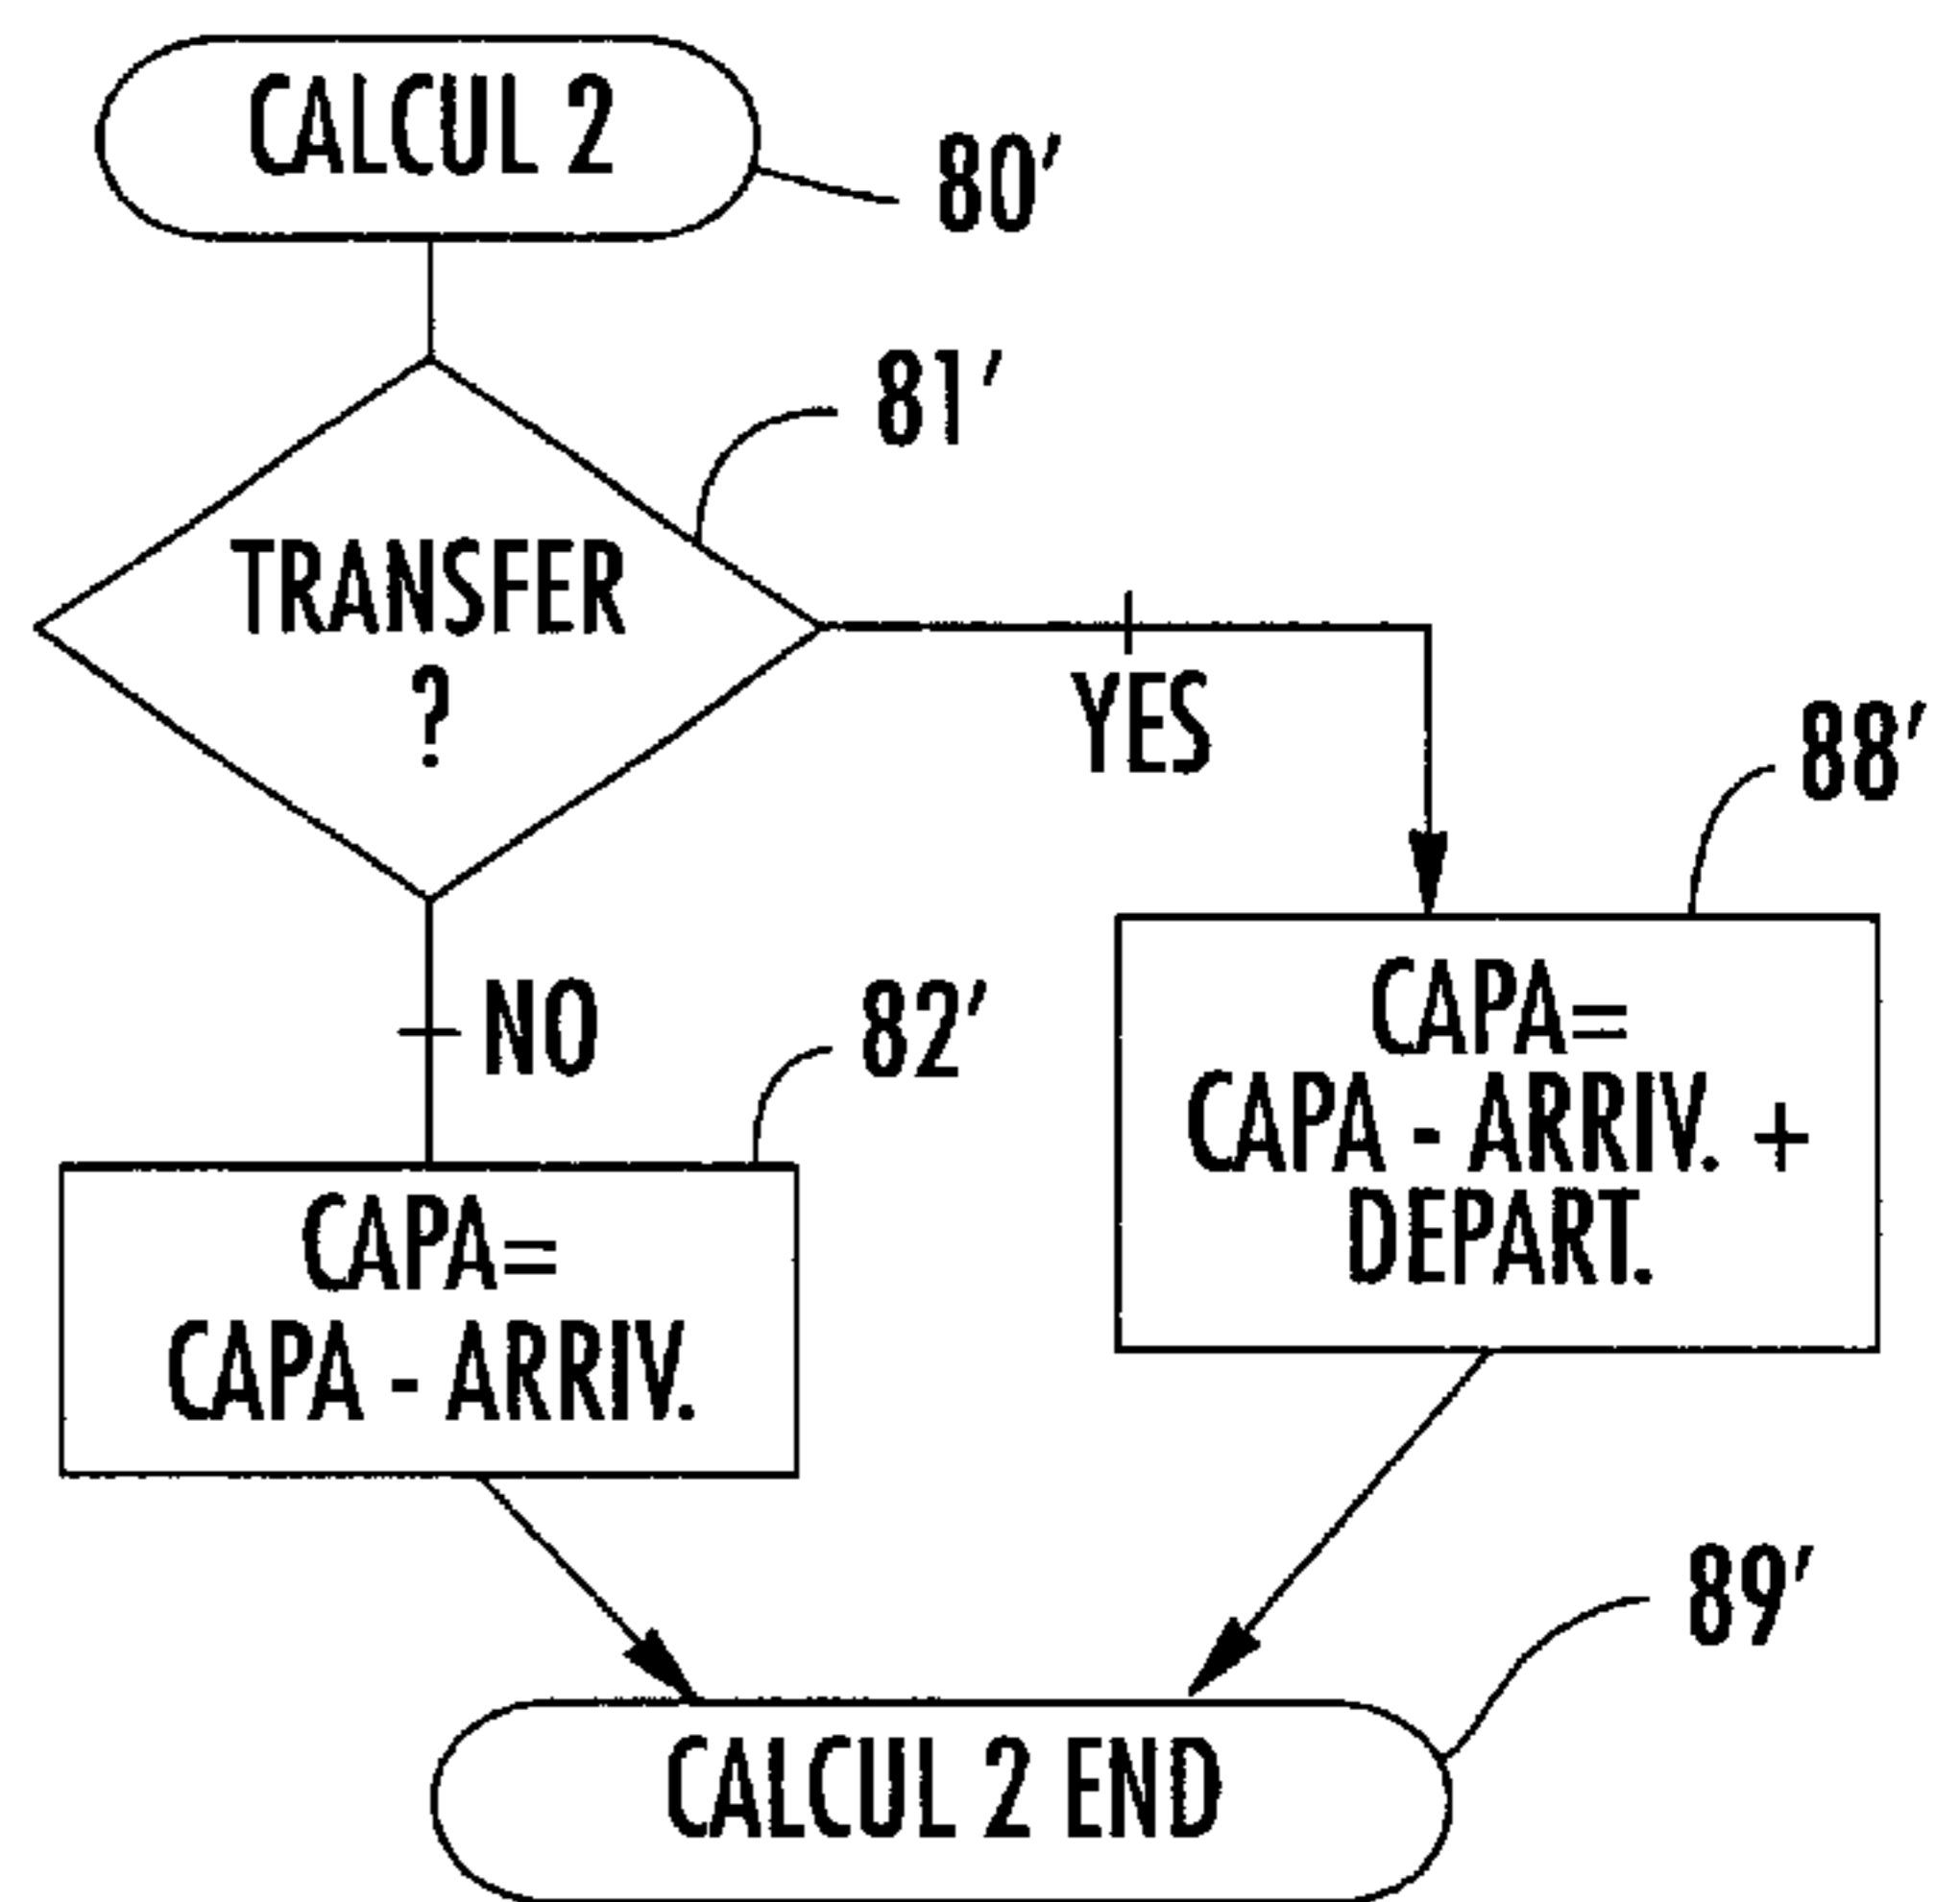 CALCUL 2
80'
81'
TRANSFER
?
YES
88'
NO
82'
CAPA=
CAPA - ARRIV. +
DEPART.
CAPA=
CAPA - ARRIV.
89'
CALCUL 2 END